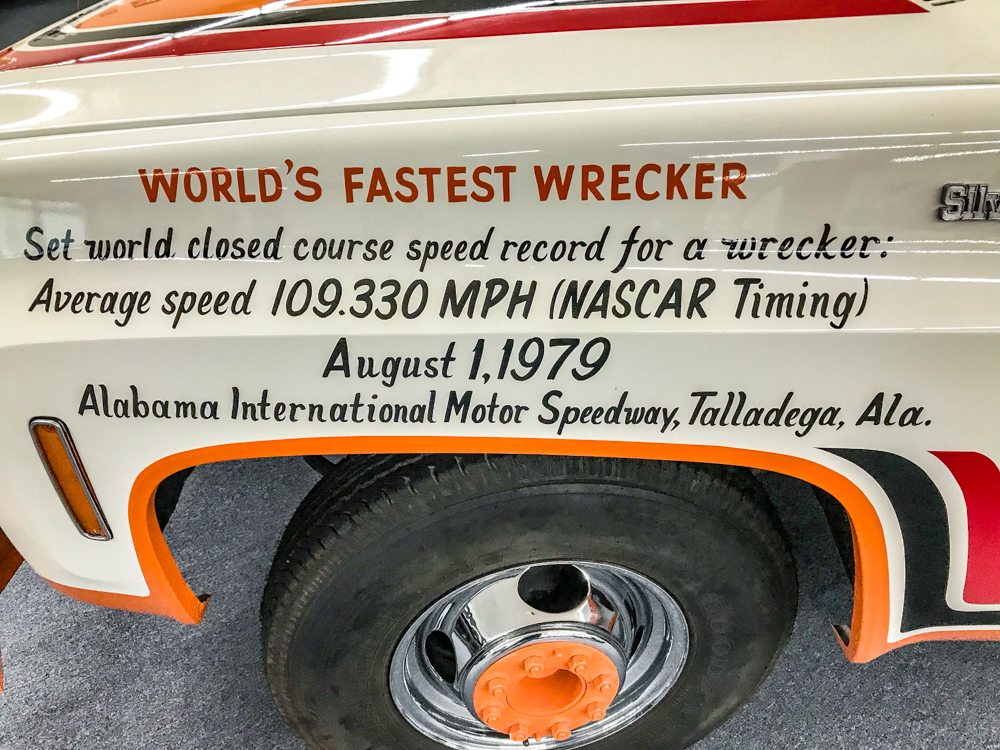 WORLD'S FASTEST WRECKER
Set world closed course speed record for a wrecker:
Average speed 109.330 MPH (NASCAR Timing)
August 1, 1979
Alabama International Motor Speedway, Talladega, Ala.